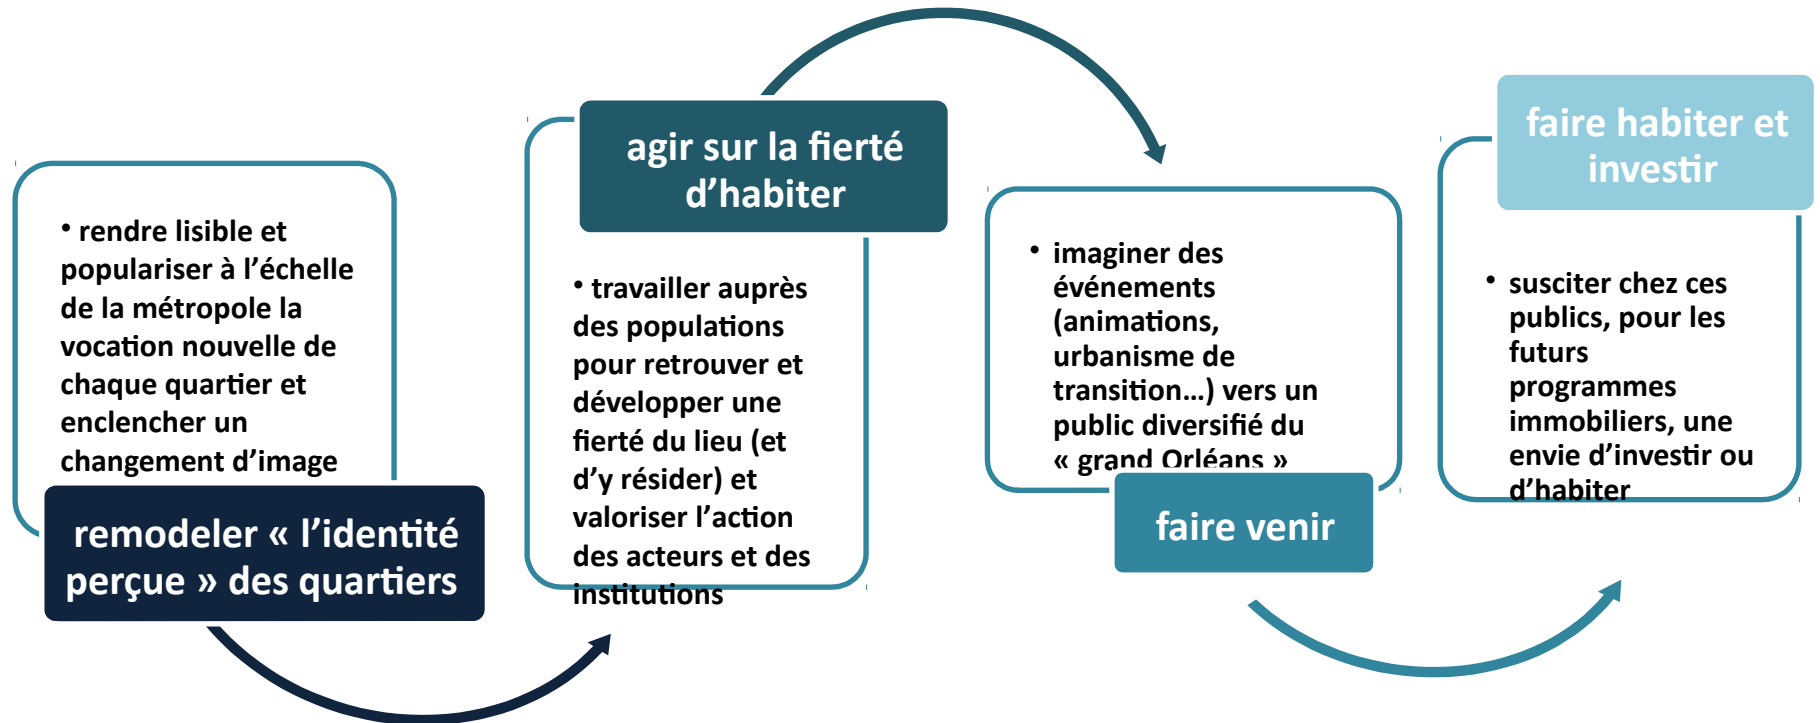 • rendre lisible et
populariser à l’échelle
de la métropole la
vocation nouvelle de
chaque quartier et
enclencher un
changement d’image
remodeler « l’identité
perçue » des quartiers
agir sur la fierté
d’habiter
• travailler auprès
des populations
pour retrouver et
développer une
fierté du lieu (et
d’y résider) et
valoriser l’action
des acteurs et des
institutions
• imaginer des
événements
(animations,
urbanisme de
transition…) vers un
public diversifié du
« grand Orléans »
faire venir
faire habiter et
investir
• susciter chez ces
publics, pour les
futurs
programmes
immobiliers, une
envie d’investir ou
d’habiter